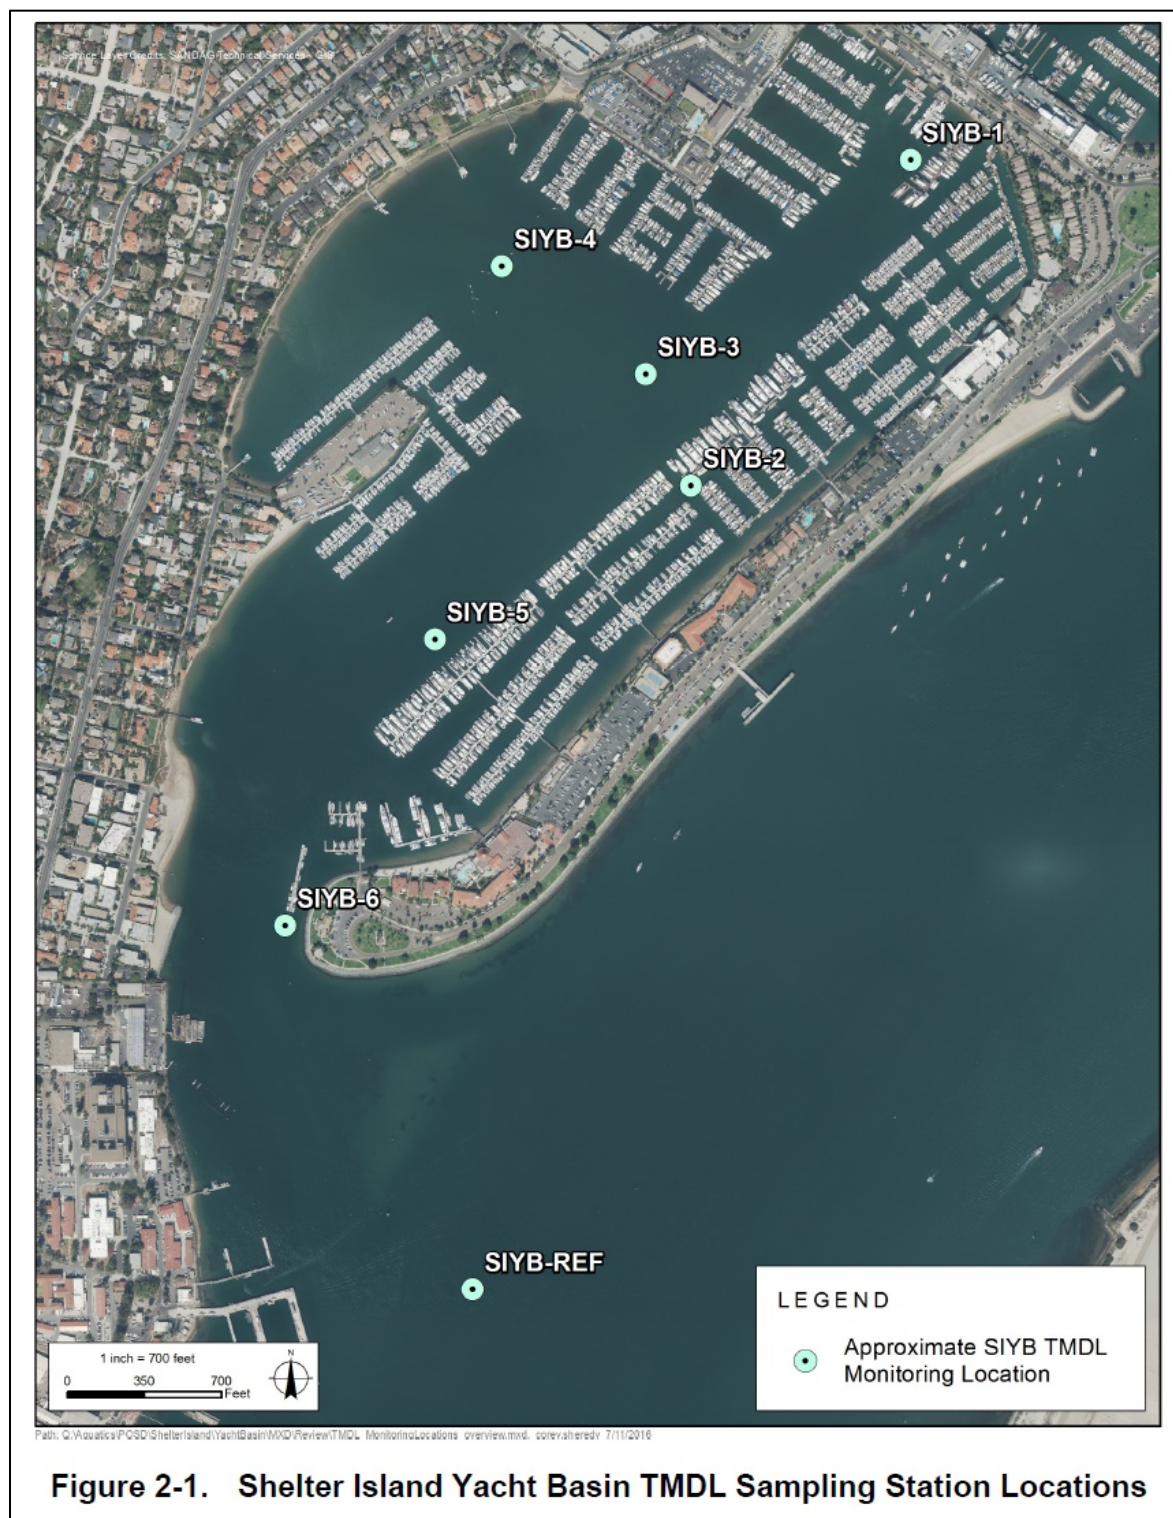 Service Layer Credits: SANDAG Technical Services - GIS
SIYB-1
SIYB-4
SIYB-3
SIYB-2
SIYB-5
SIYB-6
SIYB-REF
LEGEND
Approximate SIYB TMDL
Monitoring Location
1 inch = 700 feet
N
0 350 700
Feet
Path: Q:\Aquatics\POSD\ShelterIsland\YachtBasin\MXD\Review\TMDL_MonitoringLocations_overview.mxd, corey.sheredy 7/11/2016
Figure 2-1. Shelter Island Yacht Basin TMDL Sampling Station Locations